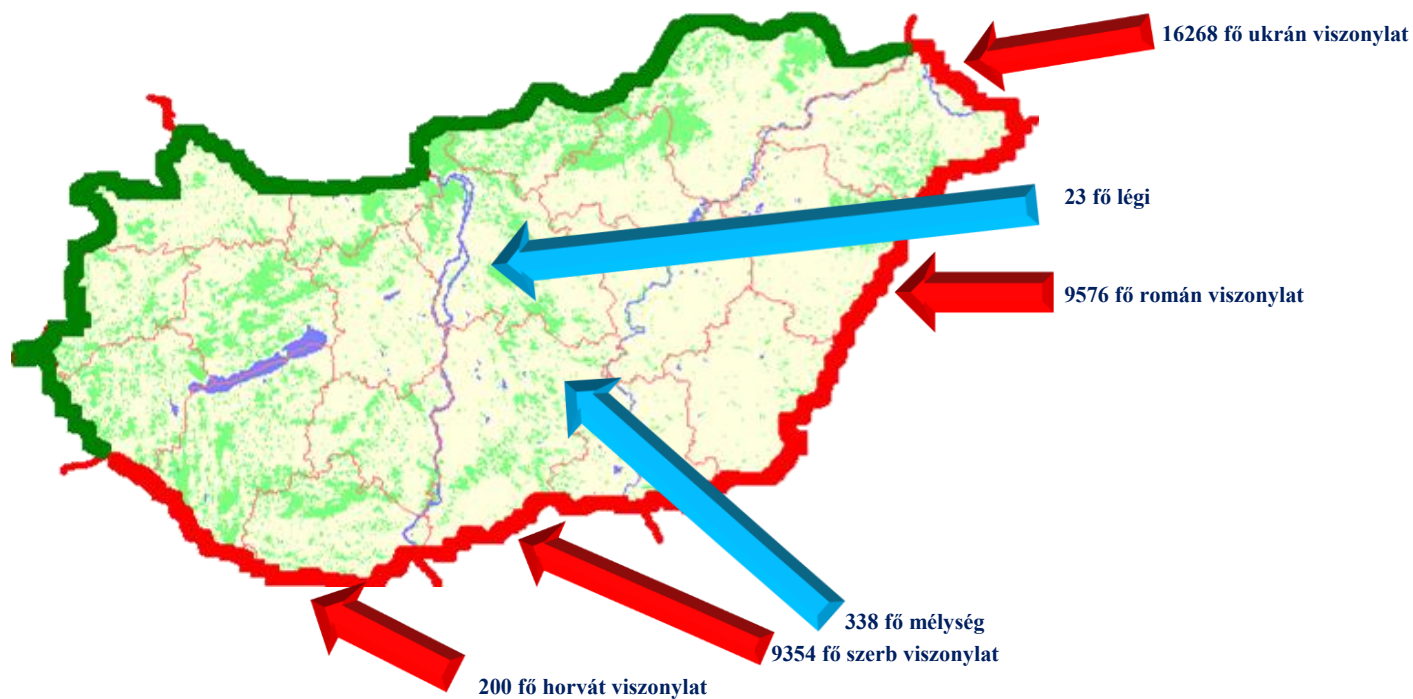 16268 fő ukrán viszonylat
23 fő légi
9576 fő román viszonylat
338 fő mélység
9354 fő szerb viszonylat
200 fő horvát viszonylat